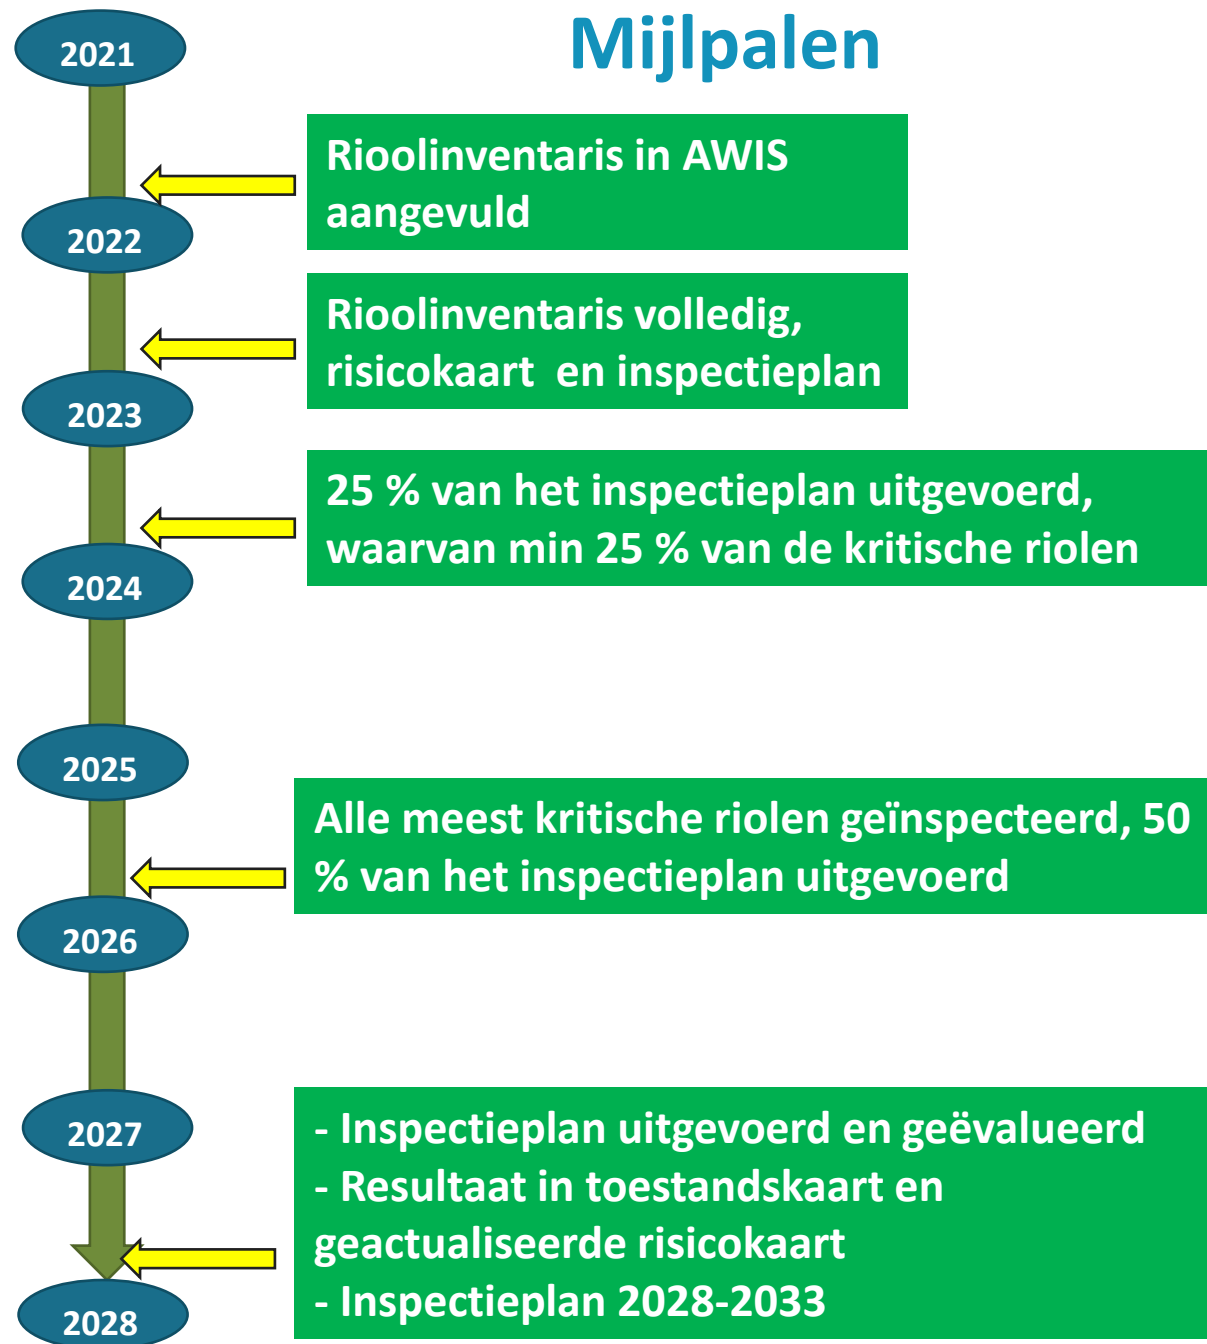 Mijlpalen
2021
Rioolinventaris in AWIS
aangevuld
2022
Rioolinventaris volledig,
risicokaart en inspectieplan
2023
25 % van het inspectieplan uitgevoerd,
waarvan min 25 % van de kritische riolen
2024
2025
Alle meest kritische riolen geïnspecteerd, 50
% van het inspectieplan uitgevoerd
2026
2027
- Inspectieplan uitgevoerd en geëvalueerd
- Resultaat in toestandskaart en
geactualiseerde risicokaart
- Inspectieplan 2028-2033
2028